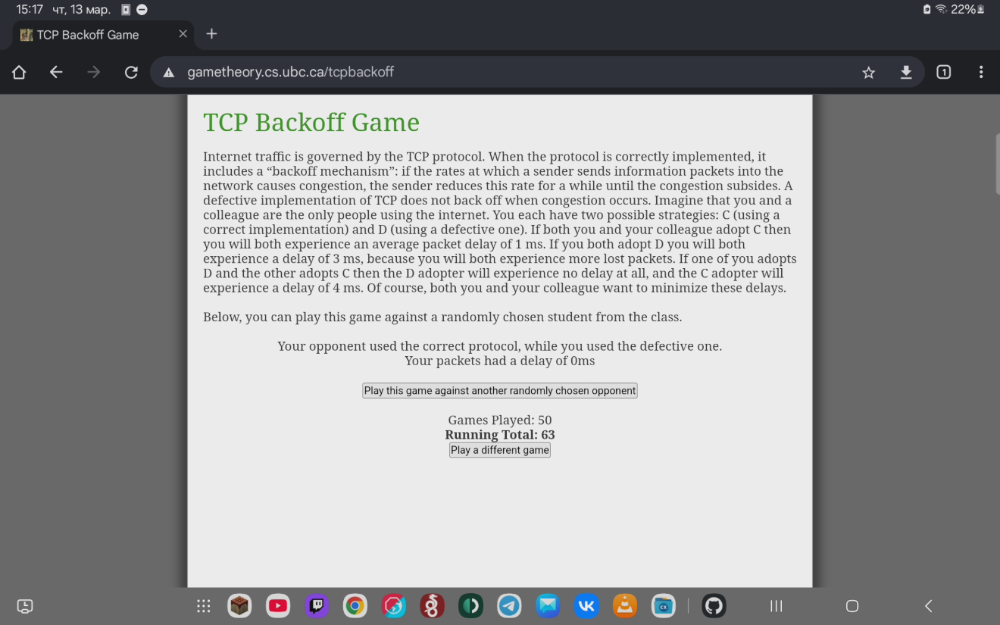 15:17 чт, 13 мар.
22%
TCP Backoff Game
gametheory.cs.ubc.ca/tcpbackoff
1
TCP Backoff Game
Internet traffic is governed by the TCP protocol. When the protocol is correctly implemented, it
includes a “backoff mechanism”: if the rates at which a sender sends information packets into the
network causes congestion, the sender reduces this rate for a while until the congestion subsides. A
defective implementation of TCP does not back off when congestion occurs. Imagine that you and a
colleague are the only people using the internet. You each have two possible strategies: C (using a
correct implementation) and D (using a defective one). If both you and your colleague adopt C then
you will both experience an average packet delay of 1 ms. If you both adopt D you will both
experience a delay of 3 ms, because you will both experience more lost packets. If one of you adopts
D and the other adopts C then the D adopter will experience no delay at all, and the C adopter will
experience a delay of 4 ms. Of course, both you and your colleague want to minimize these delays.
Below, you can play this game against a randomly chosen student from the class.
Your opponent used the correct protocol, while you used the defective one.
Your packets had a delay of 0ms
Play this game against another randomly chosen opponent
Games Played: 50
Running Total: 63
Play a different game
CX